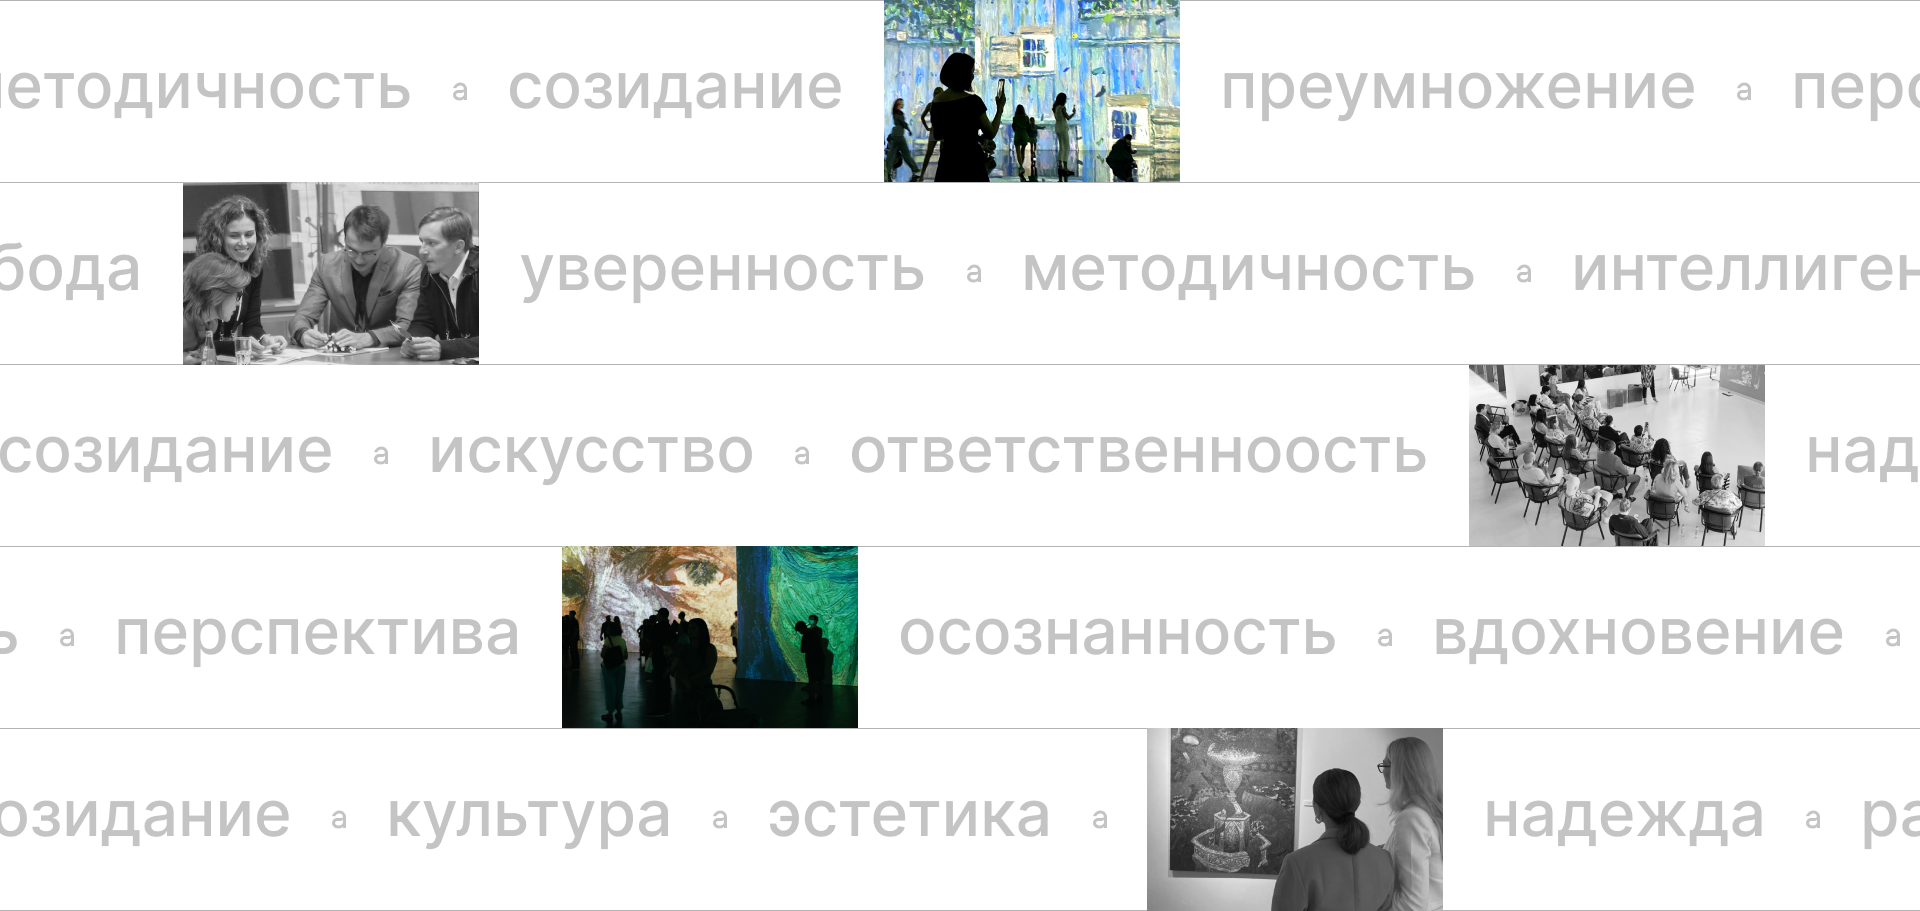 етодичность а созидание преумножение а перс
бода уверенность а методичность а интеллиген
созидание а искусство а ответственноость над
ь а перспектива осознанность а вдохновение а
озидание а культура а эстетика а надежда а ра